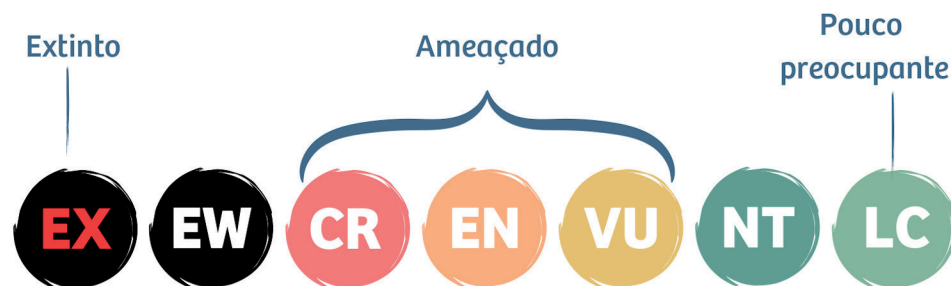 Extinto
Ameaçado
Pouco
preocupante
EX EW CR EN VU NT LC